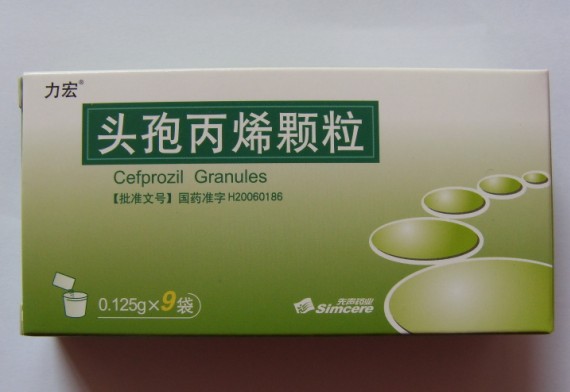 力宏®
头孢丙烯颗粒
Cefprozil Granules
【批准文号】国药准字H20060186
0.125g×9袋
先声药业
Simcere